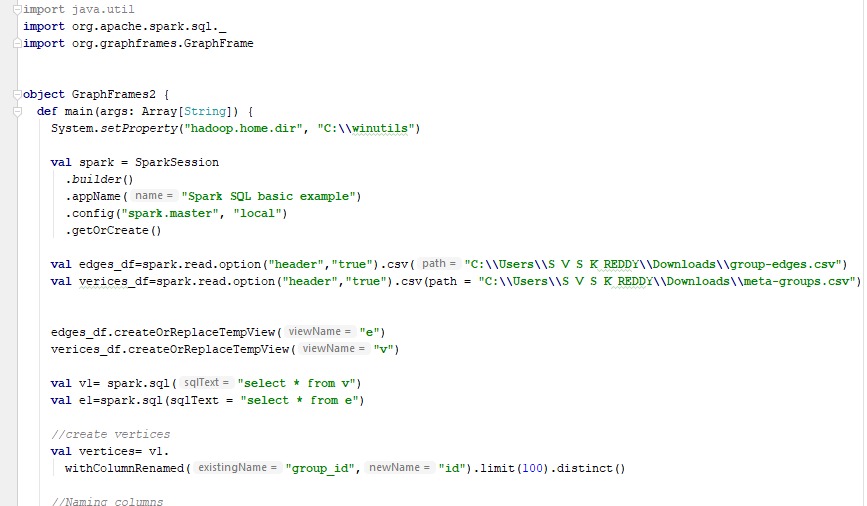 import java.util
import org.apache.spark.sql._
import org.graphframes.GraphFrame
object GraphFrames2 {
def main(args: Array[String]) {
System.setProperty("hadoop.home.dir", "C:\\winutils")
val spark = SparkSession
.builder()
.appName( name = "Spark SQL basic example")
.config("spark.master", "local")
.getOrCreate()
val edges_df=spark.read.option("header","true").csv( path = "C:\\Users\\S V S K REDDY\\Downloads\\group-edges.csv")
val verices_df=spark.read.option("header","true").csv(path = "C:\\Users\\S V S K REDDY\\Downloads\\meta-groups.csv")
edges_df.createOrReplaceTempView( viewName = "e")
verices_df.createOrReplaceTempView( viewName = "v")
val v1= spark.sql( sqlText = "select * from v")
val e1=spark.sql(sqlText = "select * from e")
//create vertices
val vertices= v1.
withColumnRenamed( existingName = "group_id", newName = "id").limit(100).distinct()
//Naming columns